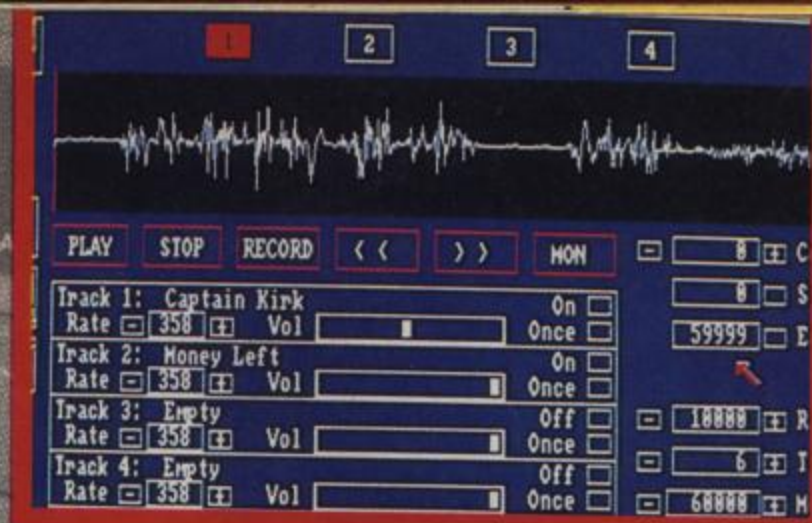 1 2 3 4
PLAY STOP RECORD < < > > MON - 0 + C
0 S
59999 E
Track 1: Captain Kirk On
Rate - 358 + Vol Once
Track 2: Money Left On
Rate - 358 + Vol Once
Track 3: Empty Off
Rate - 358 + Vol Once
Track 4: Empty Off
Rate - 358 + Vol Once
- 10000 + R
- 6 + T
- 60000 + M